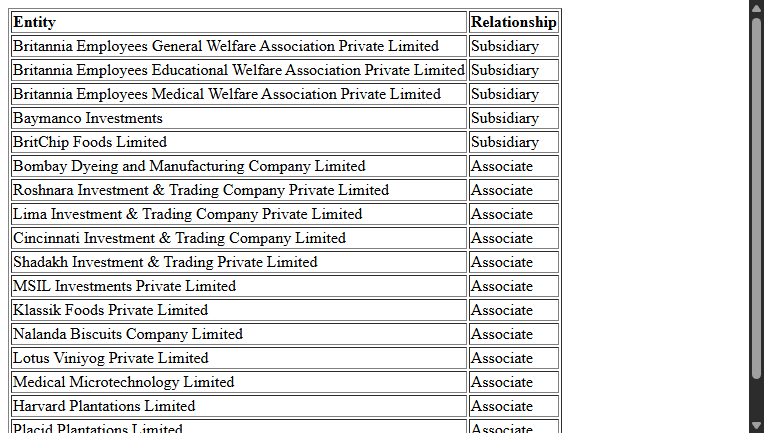 Entity Relationship
Britannia Employees General Welfare Association Private Limited Subsidiary
Britannia Employees Educational Welfare Association Private Limited Subsidiary
Britannia Employees Medical Welfare Association Private Limited Subsidiary
Baymanco Investments Subsidiary
BritChip Foods Limited Subsidiary
Bombay Dyeing and Manufacturing Company Limited Associate
Roshnara Investment & Trading Company Private Limited Associate
Lima Investment & Trading Company Private Limited Associate
Cincinnati Investment & Trading Company Limited Associate
Shadakh Investment & Trading Private Limited Associate
MSIL Investments Private Limited Associate
Klassik Foods Private Limited Associate
Nalanda Biscuits Company Limited Associate
Lotus Viniyog Private Limited Associate
Medical Microtechnology Limited Associate
Harvard Plantations Limited Associate
Placid Plantations Limited Associate